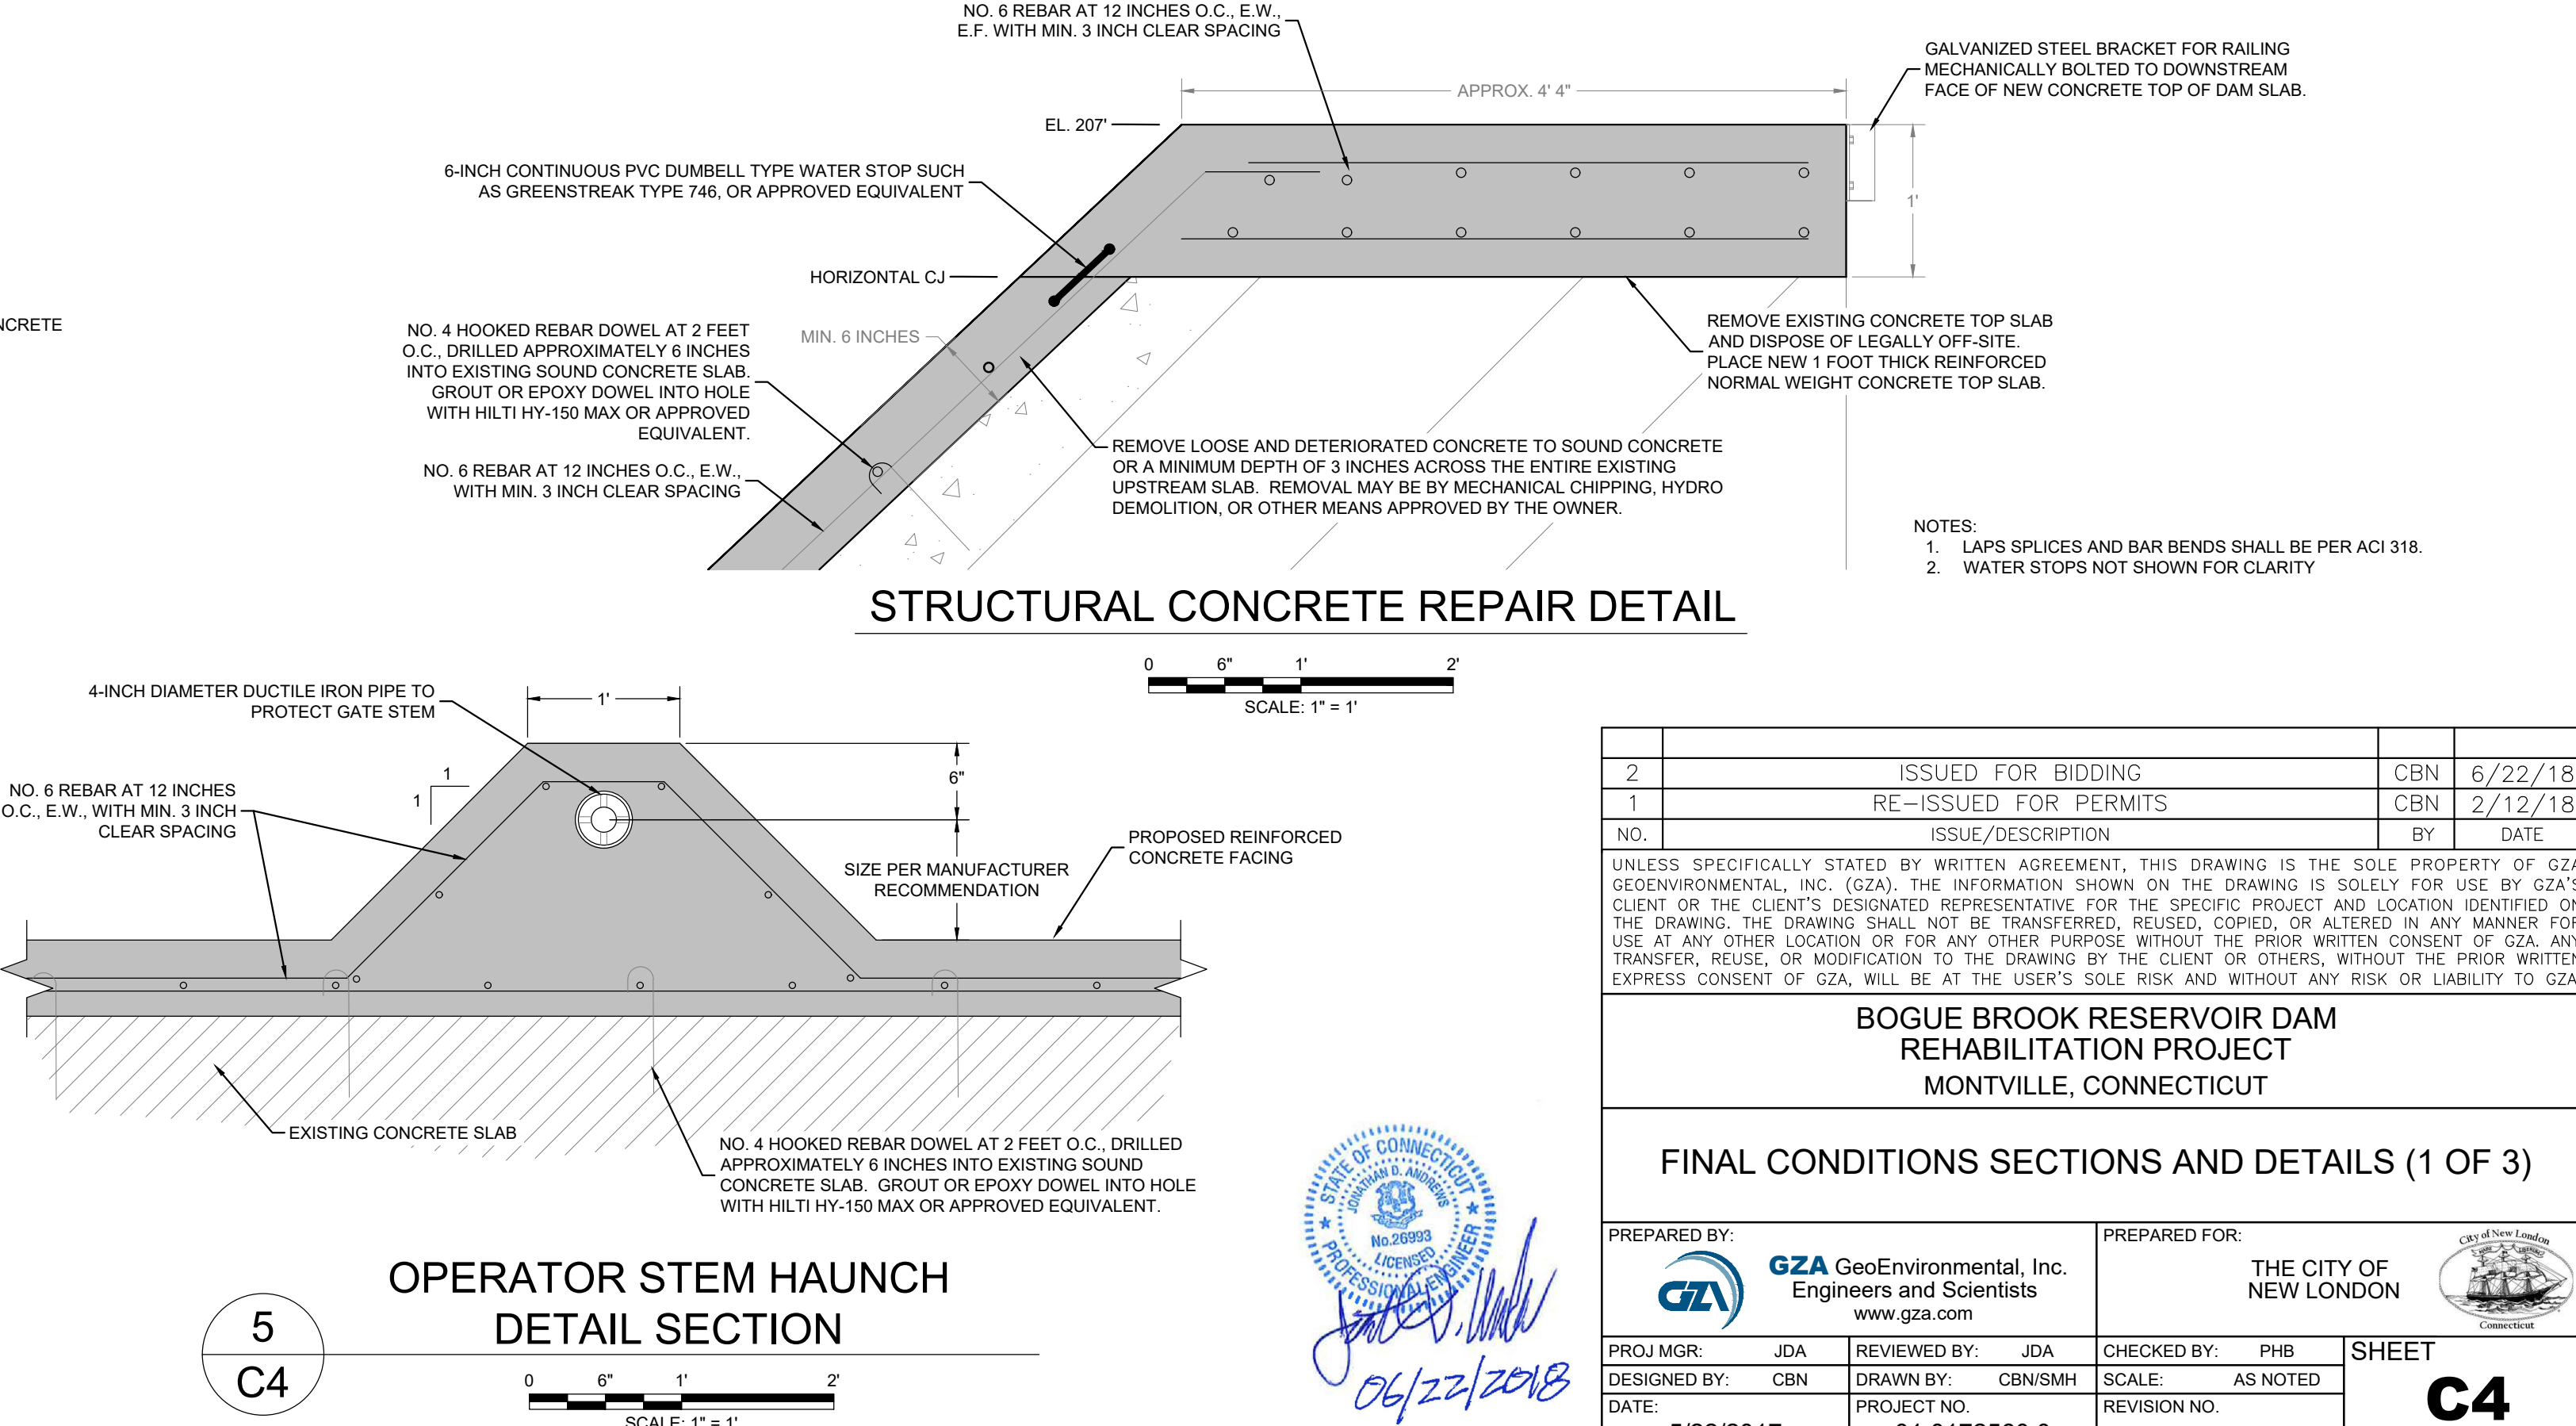 NO. 6 REBAR AT 12 INCHES O.C., E.W.,
E.F. WITH MIN. 3 INCH CLEAR SPACING
GALVANIZED STEEL BRACKET FOR RAILING
MECHANICALLY BOLTED TO DOWNSTREAM
FACE OF NEW CONCRETE TOP OF DAM SLAB.
APPROX. 4' 4"
EL. 207'
1'
6-INCH CONTINUOUS PVC DUMBELL TYPE WATER STOP SUCH
AS GREENSTREAK TYPE 746, OR APPROVED EQUIVALENT
HORIZONTAL CJ
NCRETE
MIN. 6 INCHES
NO. 4 HOOKED REBAR DOWEL AT 2 FEET
O.C., DRILLED APPROXIMATELY 6 INCHES
INTO EXISTING SOUND CONCRETE SLAB.
GROUT OR EPOXY DOWEL INTO HOLE
WITH HILTI HY-150 MAX OR APPROVED
EQUIVALENT.
REMOVE EXISTING CONCRETE TOP SLAB
AND DISPOSE OF LEGALLY OFF-SITE.
PLACE NEW 1 FOOT THICK REINFORCED
NORMAL WEIGHT CONCRETE TOP SLAB.
NO. 6 REBAR AT 12 INCHES O.C., E.W.,
WITH MIN. 3 INCH CLEAR SPACING
REMOVE LOOSE AND DETERIORATED CONCRETE TO SOUND CONCRETE
OR A MINIMUM DEPTH OF 3 INCHES ACROSS THE ENTIRE EXISTING
UPSTREAM SLAB. REMOVAL MAY BE BY MECHANICAL CHIPPING, HYDRO
DEMOLITION, OR OTHER MEANS APPROVED BY THE OWNER.
NOTES:
1. LAPS SPLICES AND BAR BENDS SHALL BE PER ACI 318.
2. WATER STOPS NOT SHOWN FOR CLARITY
STRUCTURAL CONCRETE REPAIR DETAIL
0 6" 1' 2'
SCALE: 1" = 1'
4-INCH DIAMETER DUCTILE IRON PIPE TO
PROTECT GATE STEM
1'
6"
1
1
NO. 6 REBAR AT 12 INCHES
O.C., E.W., WITH MIN. 3 INCH
CLEAR SPACING
SIZE PER MANUFACTURER
RECOMMENDATION
PROPOSED REINFORCED
CONCRETE FACING
EXISTING CONCRETE SLAB
NO. 4 HOOKED REBAR DOWEL AT 2 FEET O.C., DRILLED
APPROXIMATELY 6 INCHES INTO EXISTING SOUND
CONCRETE SLAB. GROUT OR EPOXY DOWEL INTO HOLE
WITH HILTI HY-150 MAX OR APPROVED EQUIVALENT.
OPERATOR STEM HAUNCH
DETAIL SECTION
5
C4
0 6" 1' 2'
SCALE: 1" = 1'
STATE OF CONNECTICUT
JONATHAN D. ANDREWS
No.26993
LICENSED
PROFESSIONAL ENGINEER
06/22/2018
2 ISSUED FOR BIDDING CBN 6/22/18
1 RE-ISSUED FOR PERMITS CBN 2/12/18
NO. ISSUE/DESCRIPTION BY DATE
UNLESS SPECIFICALLY STATED BY WRITTEN AGREEMENT, THIS DRAWING IS THE SOLE PROPERTY OF GZA
GEOENVIRONMENTAL, INC. (GZA). THE INFORMATION SHOWN ON THE DRAWING IS SOLELY FOR USE BY GZA'S
CLIENT OR THE CLIENT'S DESIGNATED REPRESENTATIVE FOR THE SPECIFIC PROJECT AND LOCATION IDENTIFIED ON
THE DRAWING. THE DRAWING SHALL NOT BE TRANSFERRED, REUSED, COPIED, OR ALTERED IN ANY MANNER FOR
USE AT ANY OTHER LOCATION OR FOR ANY OTHER PURPOSE WITHOUT THE PRIOR WRITTEN CONSENT OF GZA. ANY
TRANSFER, REUSE, OR MODIFICATION TO THE DRAWING BY THE CLIENT OR OTHERS, WITHOUT THE PRIOR WRITTEN
EXPRESS CONSENT OF GZA, WILL BE AT THE USER'S SOLE RISK AND WITHOUT ANY RISK OR LIABILITY TO GZA
BOGUE BROOK RESERVOIR DAM
REHABILITATION PROJECT
MONTVILLE, CONNECTICUT
FINAL CONDITIONS SECTIONS AND DETAILS (1 OF 3)
PREPARED BY:
GZA
GZA GeoEnvironmental, Inc.
Engineers and Scientists
www.gza.com
PREPARED FOR:
THE CITY OF
NEW LONDON
City of New London
Connecticut
PROJ MGR: JDA REVIEWED BY: JDA CHECKED BY: PHB SHEET
DESIGNED BY: CBN DRAWN BY: CBN/SMH SCALE: AS NOTED
C4
DATE: PROJECT NO. REVISION NO.